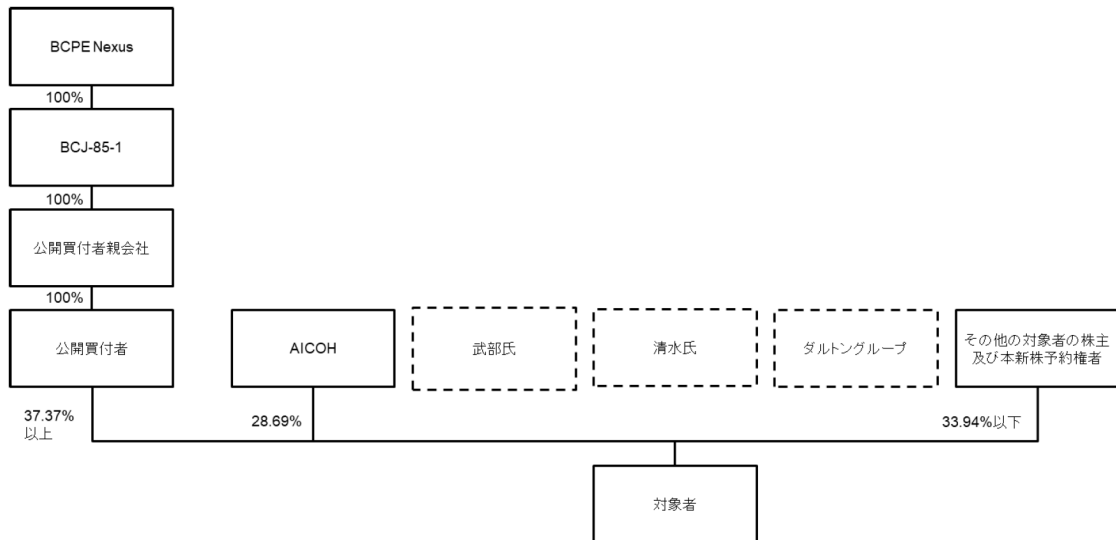 BCPE Nexus
100%
BCJ-85-1
100%
公開買付者親会社
100%
公開買付者
AICOH
武部氏
清水氏
ダルトングループ
その他の対象者の株主
及び本新株予約権者
37.37%
以上
28.69%
33.94%以下
対象者